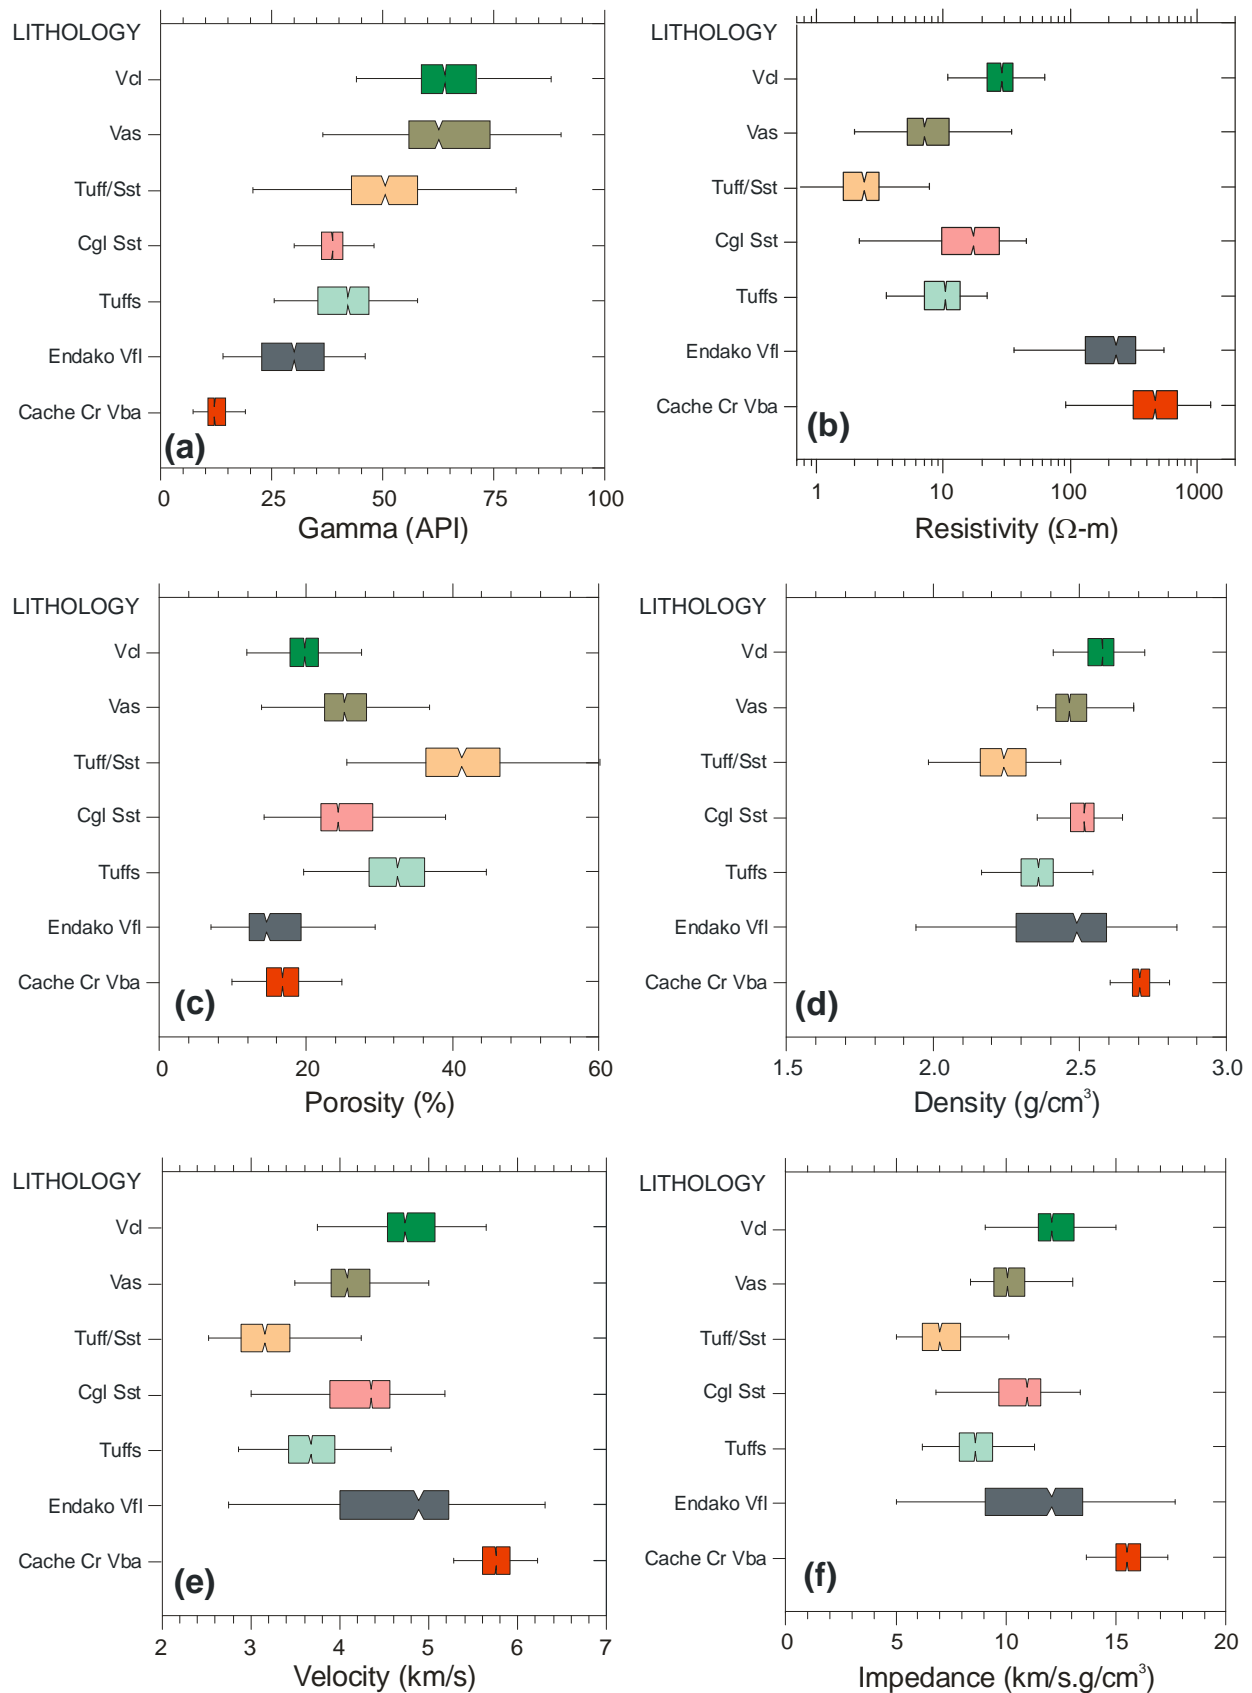 LITHOLOGY
Vcl
Vas
Tuff/Sst
Cgl Sst
Tuffs
Endako Vfl
Cache Cr Vba
(a)
0 25 50 75 100
Gamma (API)
LITHOLOGY
Vcl
Vas
Tuff/Sst
Cgl Sst
Tuffs
Endako Vfl
Cache Cr Vba
(b)
1 10 100 1000
Resistivity (Ω-m)
LITHOLOGY
Vcl
Vas
Tuff/Sst
Cgl Sst
Tuffs
Endako Vfl
Cache Cr Vba
(c)
0 20 40 60
Porosity (%)
LITHOLOGY
Vcl
Vas
Tuff/Sst
Cgl Sst
Tuffs
Endako Vfl
Cache Cr Vba
(d)
1.5 2.0 2.5 3.0
Density (g/cm³)
LITHOLOGY
Vcl
Vas
Tuff/Sst
Cgl Sst
Tuffs
Endako Vfl
Cache Cr Vba
(e)
2 3 4 5 6 7
Velocity (km/s)
LITHOLOGY
Vcl
Vas
Tuff/Sst
Cgl Sst
Tuffs
Endako Vfl
Cache Cr Vba
(f)
0 5 10 15 20
Impedance (km/s.g/cm³)